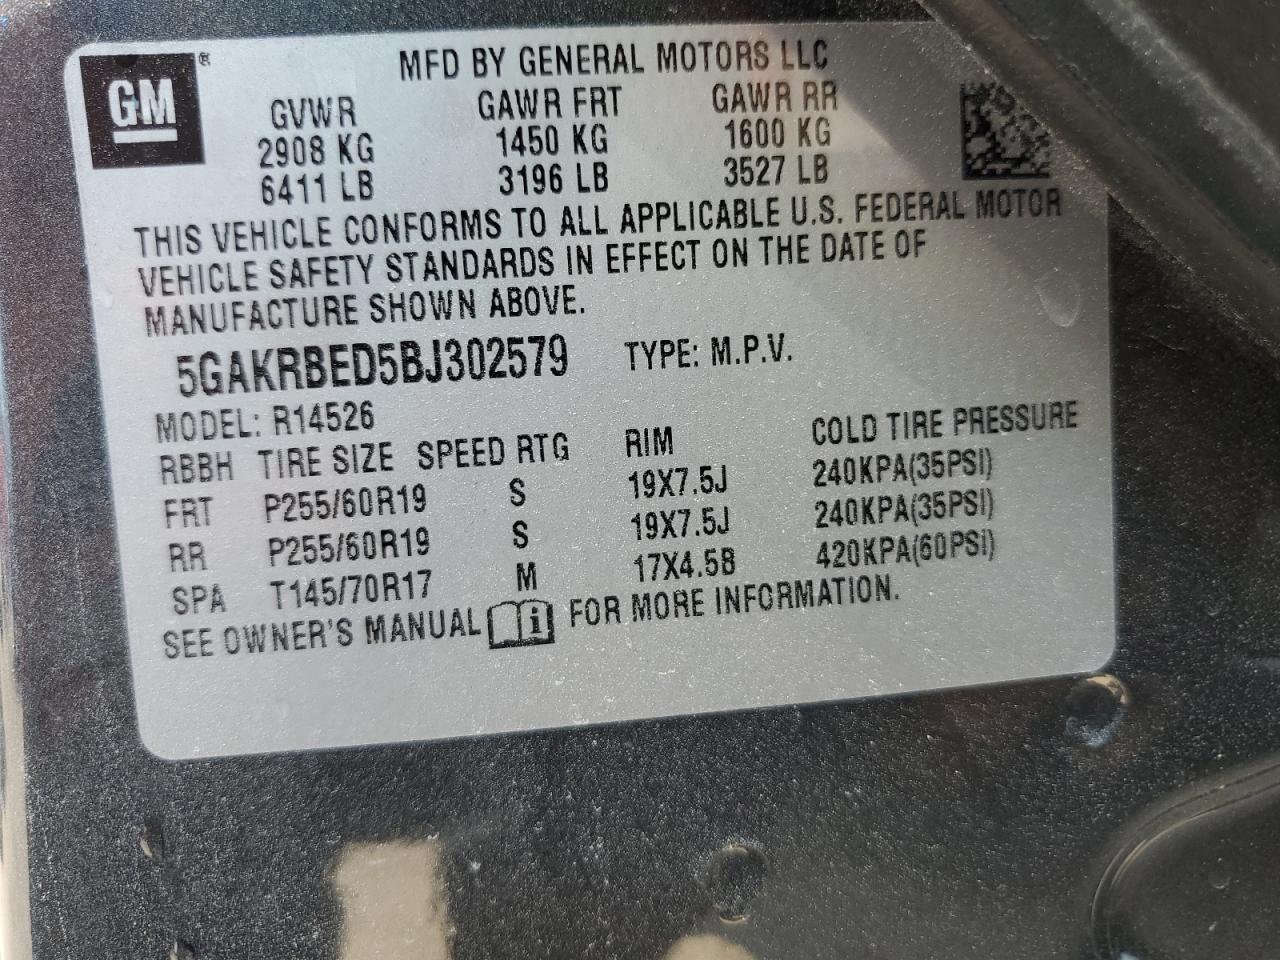 GM ®
MFD BY GENERAL MOTORS LLC
GVWR GAWR FRT GAWR RR
2908 KG 1450 KG 1600 KG
6411 LB 3196 LB 3527 LB
THIS VEHICLE CONFORMS TO ALL APPLICABLE U.S. FEDERAL MOTOR
VEHICLE SAFETY STANDARDS IN EFFECT ON THE DATE OF
MANUFACTURE SHOWN ABOVE.
5GAKRBED5BJ302579 TYPE: M.P.V.
MODEL: R14526
RBBH TIRE SIZE SPEED RTG RIM COLD TIRE PRESSURE
FRT P255/60R19 S 19X7.5J 240KPA(35PSI)
RR P255/60R19 S 19X7.5J 240KPA(35PSI)
SPA T145/70R17 M 17X4.5B 420KPA(60PSI)
SEE OWNER'S MANUAL i FOR MORE INFORMATION.